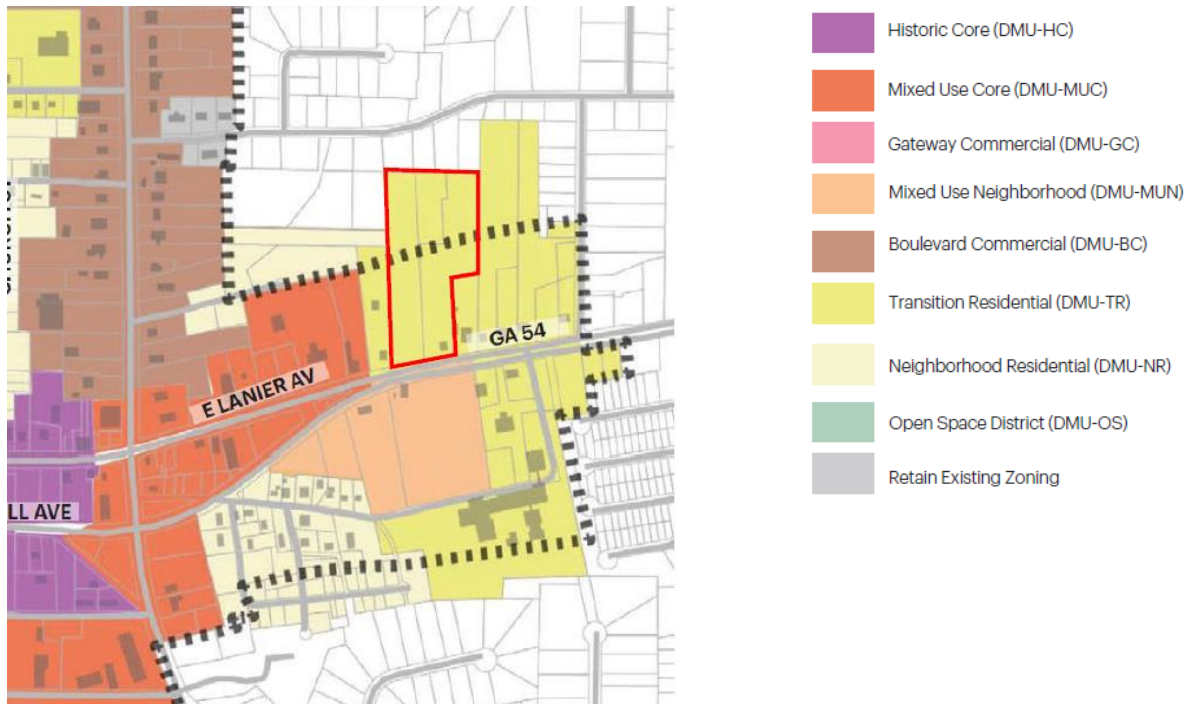 GA 54
E LANIER AV
LL AVE
Historic Core (DMU-HC)
Mixed Use Core (DMU-MUC)
Gateway Commercial (DMU-GC)
Mixed Use Neighborhood (DMU-MUN)
Boulevard Commercial (DMU-BC)
Transition Residential (DMU-TR)
Neighborhood Residential (DMU-NR)
Open Space District (DMU-OS)
Retain Existing Zoning